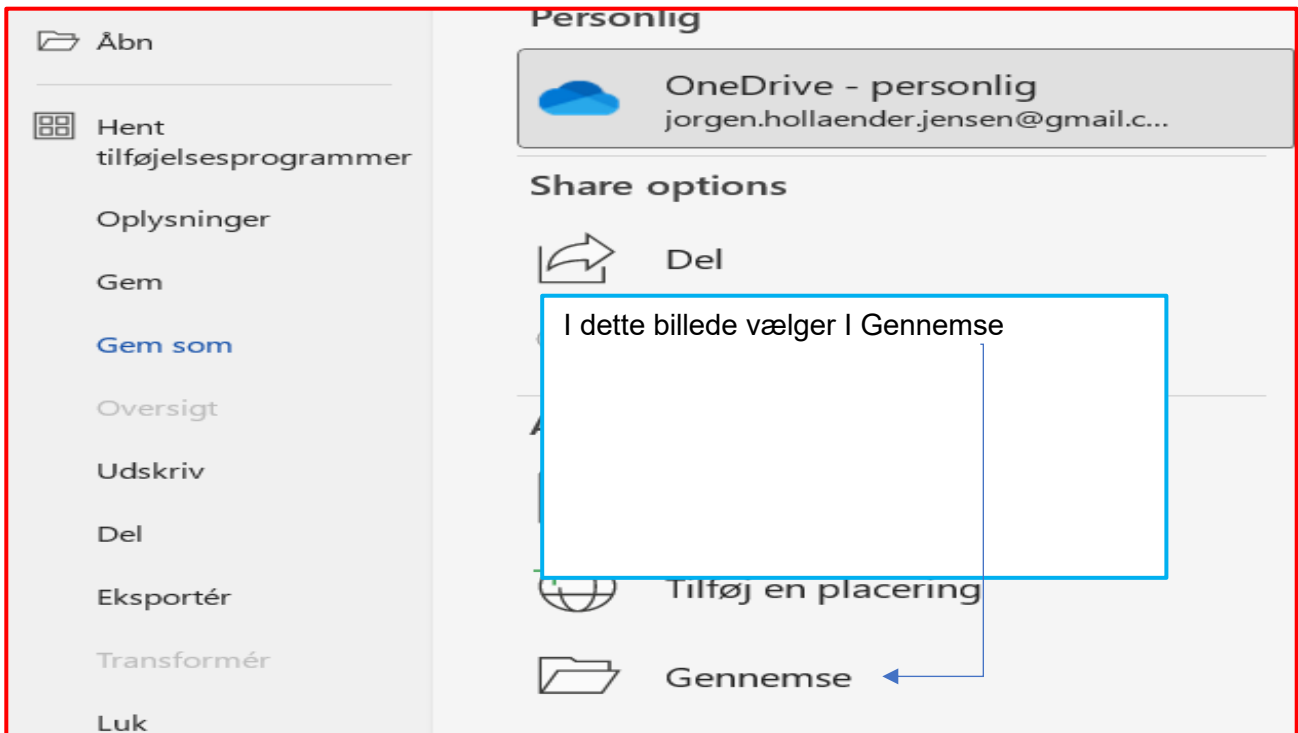 Åbn
Hent
tilføjelsesprogrammer
Oplysninger
Gem
Gem som
Oversigt
Udskriv
Del
Eksportér
Transformér
Luk
Personlig
OneDrive - personlig
jorgen.hollaender.jensen@gmail.c...
Share options
Del
I dette billede vælger I Gennemse
Tilføj en placering
Gennemse